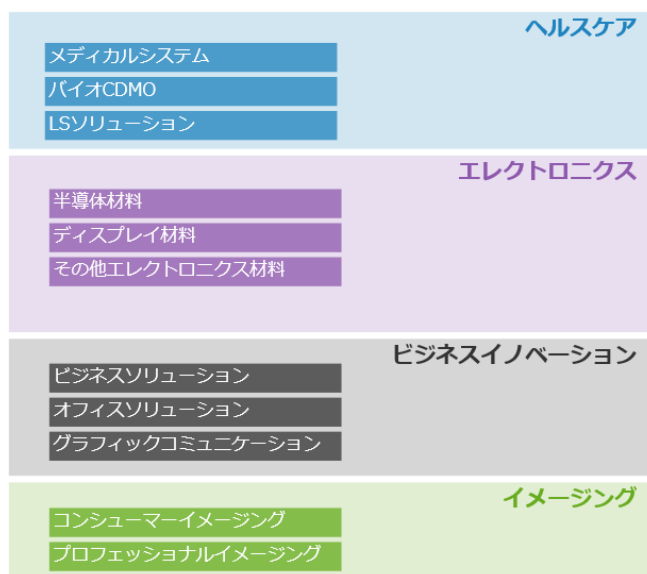 ヘルスケア
メディカルシステム
バイオCDMO
LSソリューション
エレクトロニクス
半導体材料
ディスプレイ材料
その他エレクトロニクス材料
ビジネスイノベーション
ビジネスソリューション
オフィスソリューション
グラフィックコミュニケーション
イメージング
コンシューマーイメージング
プロフェッショナルイメージング